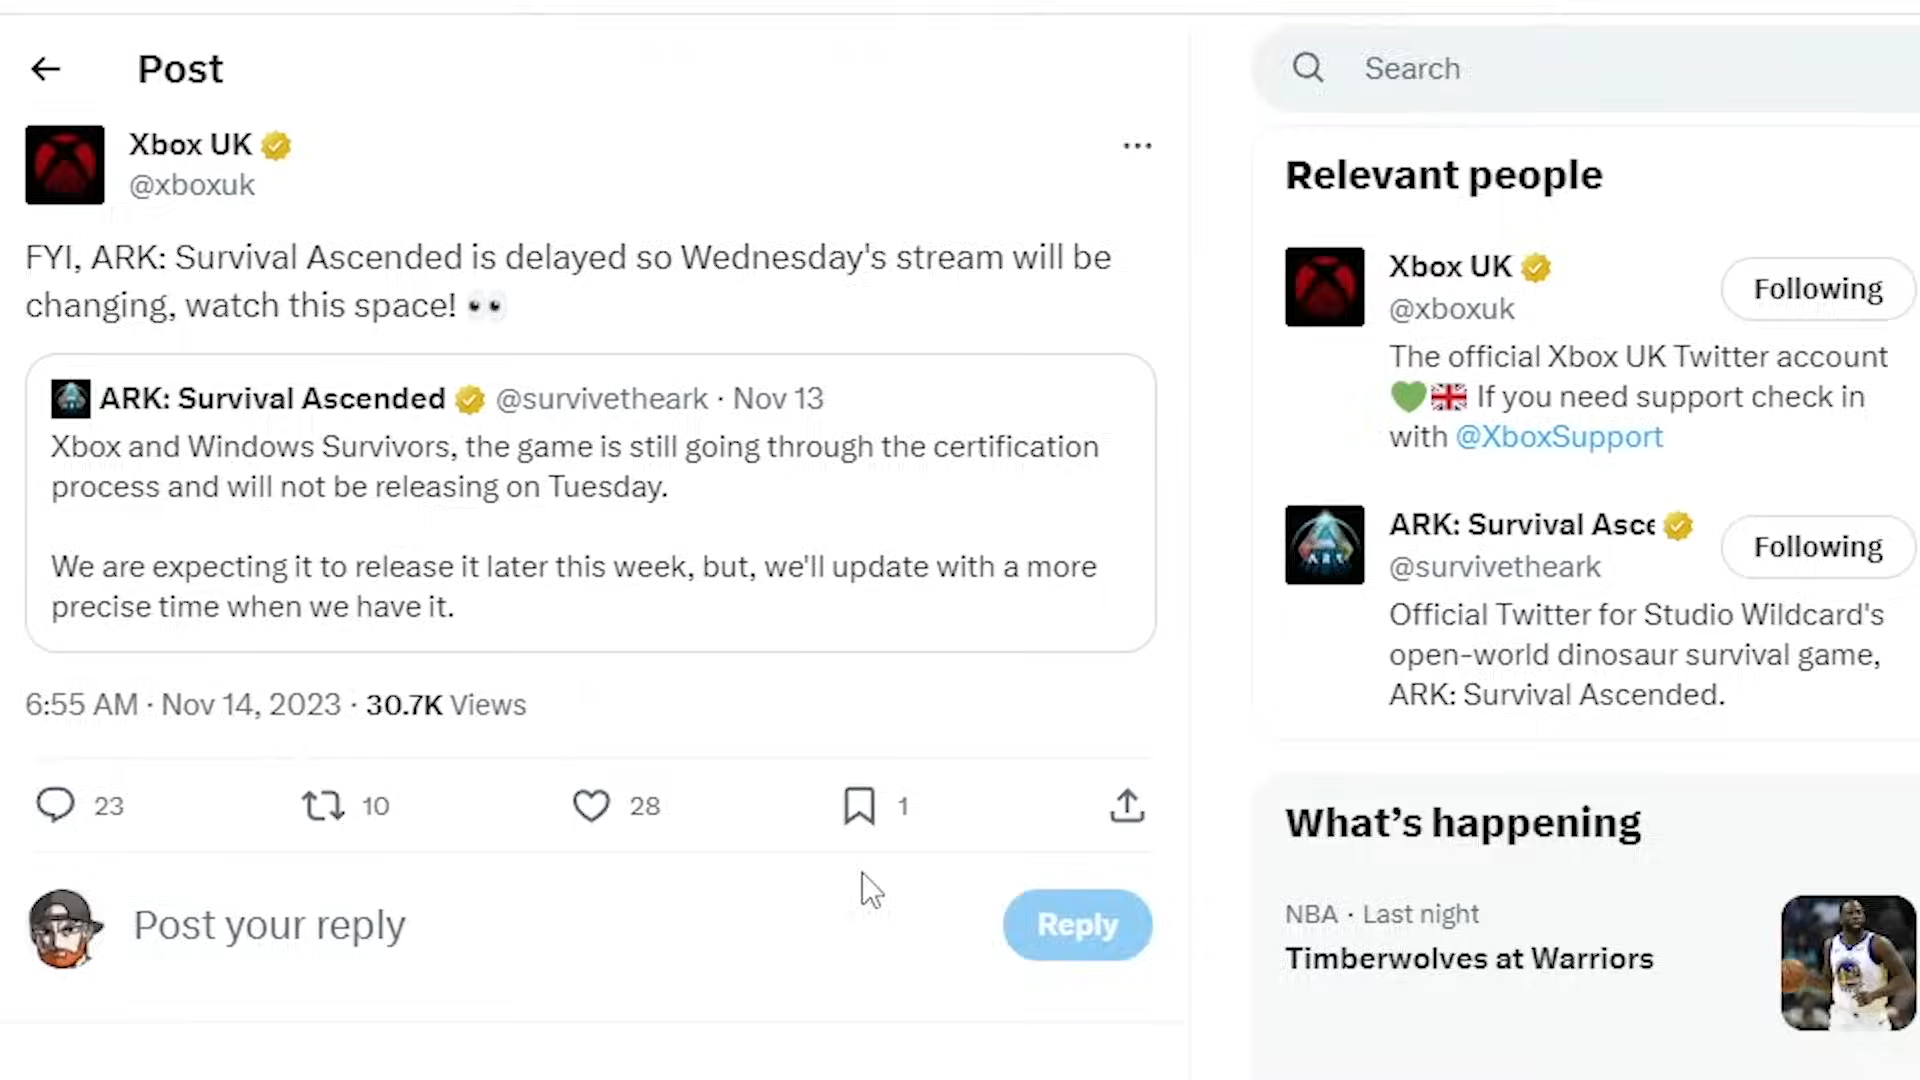 Post
Xbox UK
@xboxuk
FYI, ARK: Survival Ascended is delayed so Wednesday's stream will be
changing, watch this space! 👀
ARK: Survival Ascended @survivetheark · Nov 13
Xbox and Windows Survivors, the game is still going through the certification
process and will not be releasing on Tuesday.
We are expecting it to release it later this week, but, we'll update with a more
precise time when we have it.
6:55 AM · Nov 14, 2023 · 30.7K Views
23 10 28 1
Post your reply
Reply
Search
Relevant people
Xbox UK
@xboxuk
Following
The official Xbox UK Twitter account
💚🇬🇧 If you need support check in
with @XboxSupport
ARK: Survival Asce
@survivetheark
Following
Official Twitter for Studio Wildcard's
open-world dinosaur survival game,
ARK: Survival Ascended.
What's happening
NBA · Last night
Timberwolves at Warriors